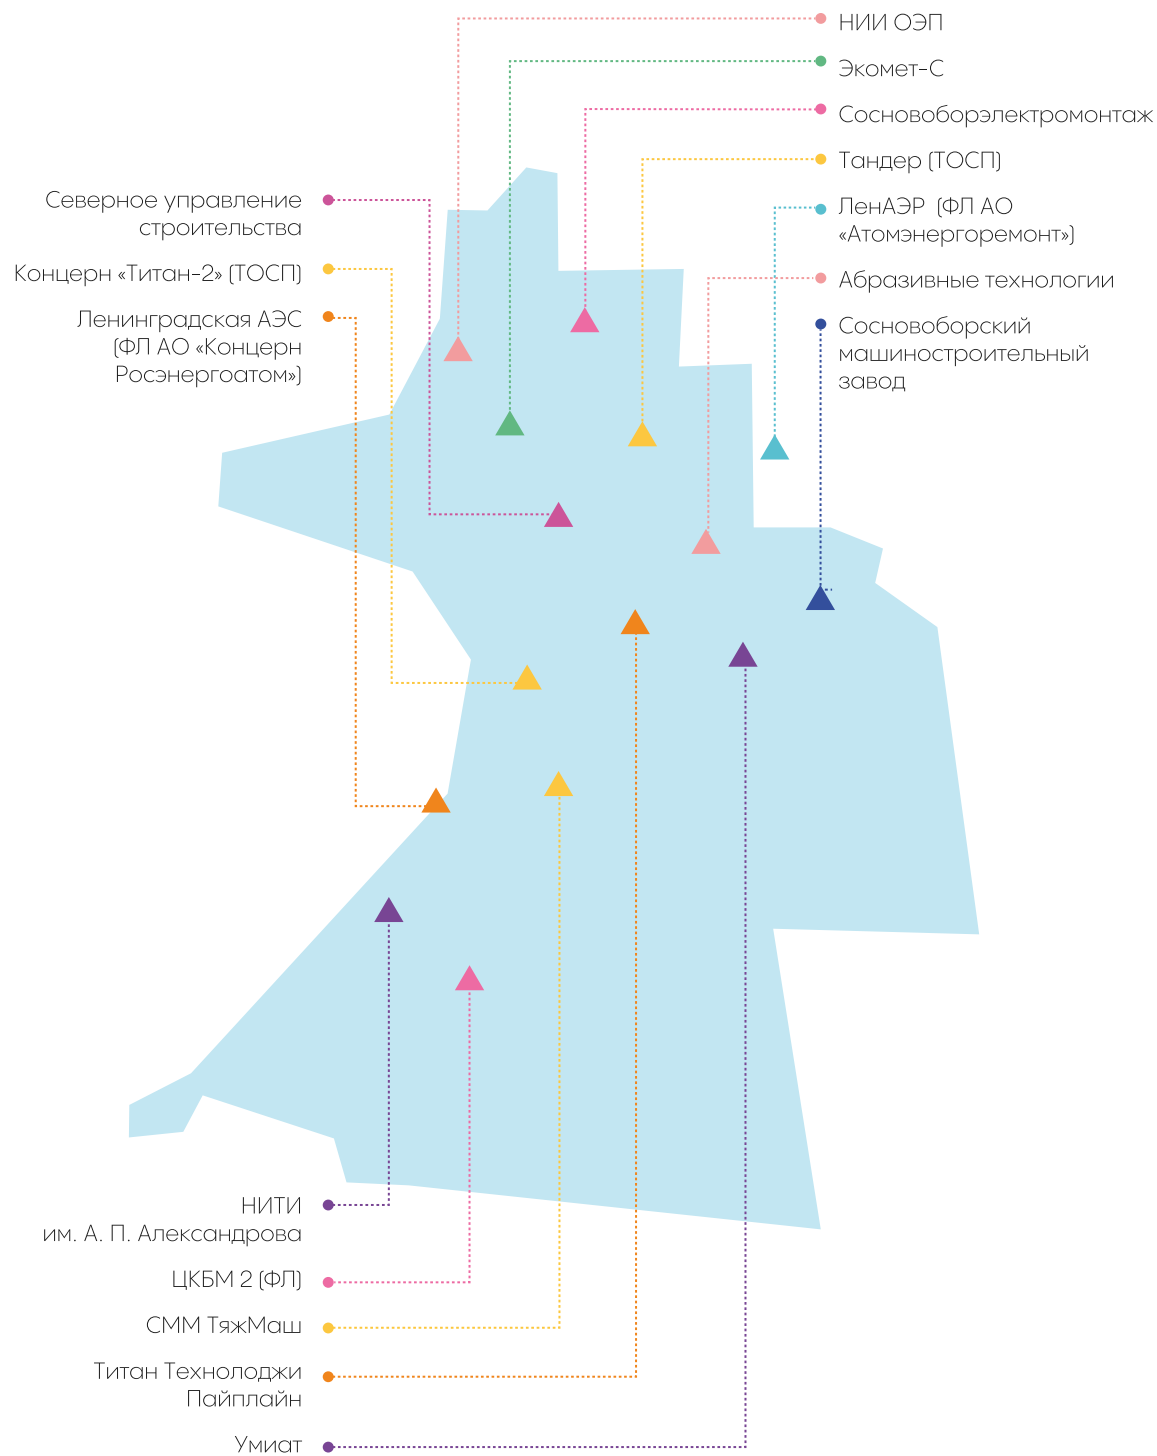 НИИ ОЭП
Экомет-С
Сосновоборэлектромонтаж
Тандер (ТОСП)
ЛенАЭР (ФЛ АО
«Атомэнергоремонт»)
Абразивные технологии
Сосновоборский
машиностроительный
завод
Северное управление
строительства
Концерн «Титан-2» (ТОСП)
Ленинградская АЭС
(ФЛ АО «Концерн
Росэнергоатом»)
НИТИ
им. А. П. Александрова
ЦКБМ 2 (ФЛ)
СММ ТяжМаш
Титан Технолоджи
Пайплайн
Умиат